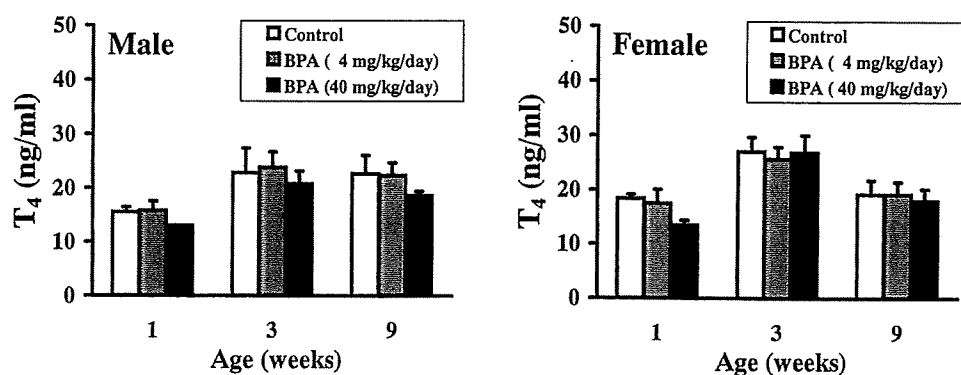 Male
Control
BPA ( 4 mg/kg/day)
BPA (40 mg/kg/day)
T4 (ng/ml)
50
40
30
20
10
0
1 3 9
Age (weeks)
Female
Control
BPA ( 4 mg/kg/day)
BPA (40 mg/kg/day)
T4 (ng/ml)
50
40
30
20
10
0
1 3 9
Age (weeks)